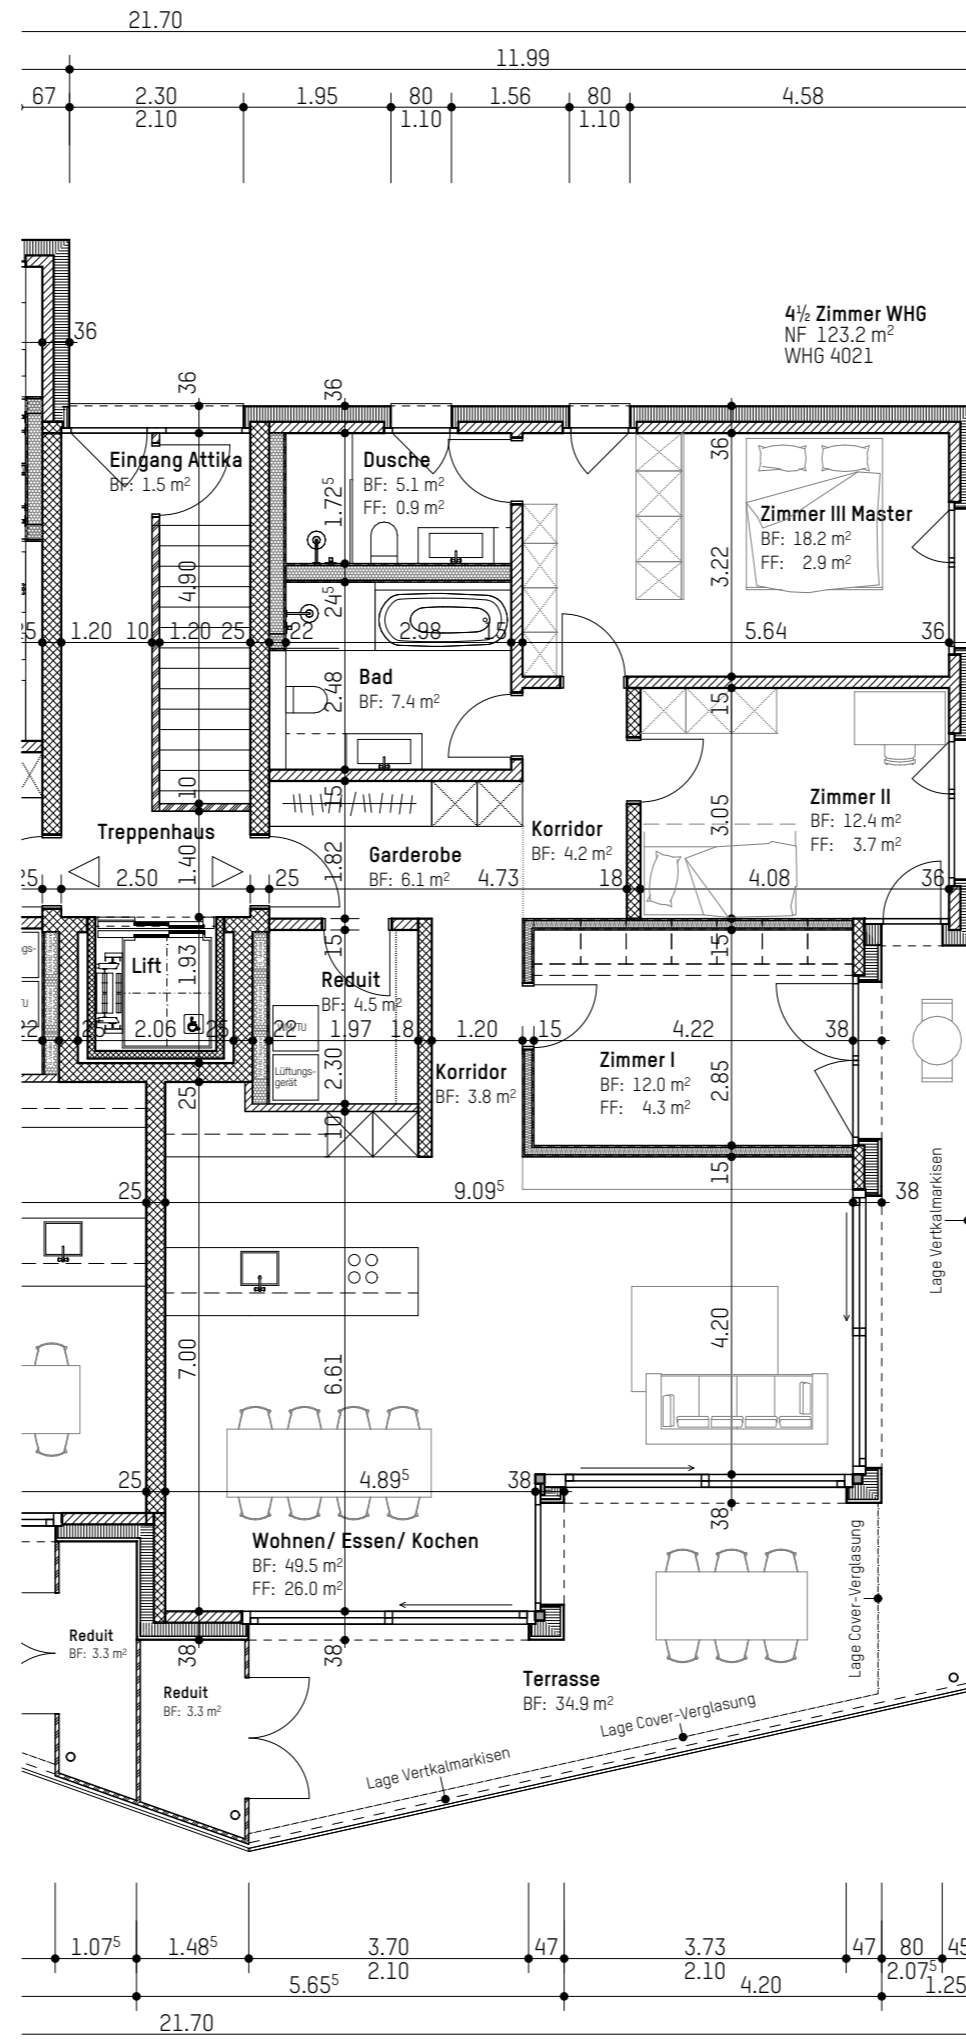 21.70
11.99
67 2.30 1.95 80 1.56 80 4.58
2.10 1.10 1.10
4½ Zimmer WHG
NF 123.2 m²
WHG 4021
36
36 36 36
Eingang Attika
BF: 1.5 m²
Dusche
BF: 5.1 m²
FF: 0.9 m²
1.72⁵
Zimmer III Master
BF: 18.2 m²
FF: 2.9 m²
4.90
24⁵
3.22
1.20 10 1.20 25 22 2.98 15 5.64 36
Bad
BF: 7.4 m²
2.48
15
10
15
3.05
Zimmer II
BF: 12.4 m²
FF: 3.7 m²
Treppenhaus
Garderobe
BF: 6.1 m²
Korridor
BF: 4.2 m²
1.40
1.82
25 2.50 25 4.73 18 4.08 36
Lift
1.93
15
15
Reduit
BF: 4.5 m²
22 25 2.06 25 22 1.97 18 1.20 15 4.22 38
Lüftungs-
gerät
2.30
25
10
Korridor
BF: 3.8 m²
Zimmer I
BF: 12.0 m²
FF: 4.3 m²
2.85
15
Lage Vertkalmarkisen
25 9.09⁵ 38
7.00
6.61
4.20
25 4.89⁵ 38
38
Wohnen/ Essen/ Kochen
BF: 49.5 m²
FF: 26.0 m²
Lage Cover-Verglasung
38 38
Reduit
BF: 3.3 m²
Reduit
BF: 3.3 m²
Terrasse
BF: 34.9 m²
Lage Cover-Verglasung
Lage Vertkalmarkisen
1.07⁵ 1.48⁵ 3.70 47 3.73 47 80 45
2.10 2.10 2.07⁵
5.65⁵ 4.20 1.25
21.70